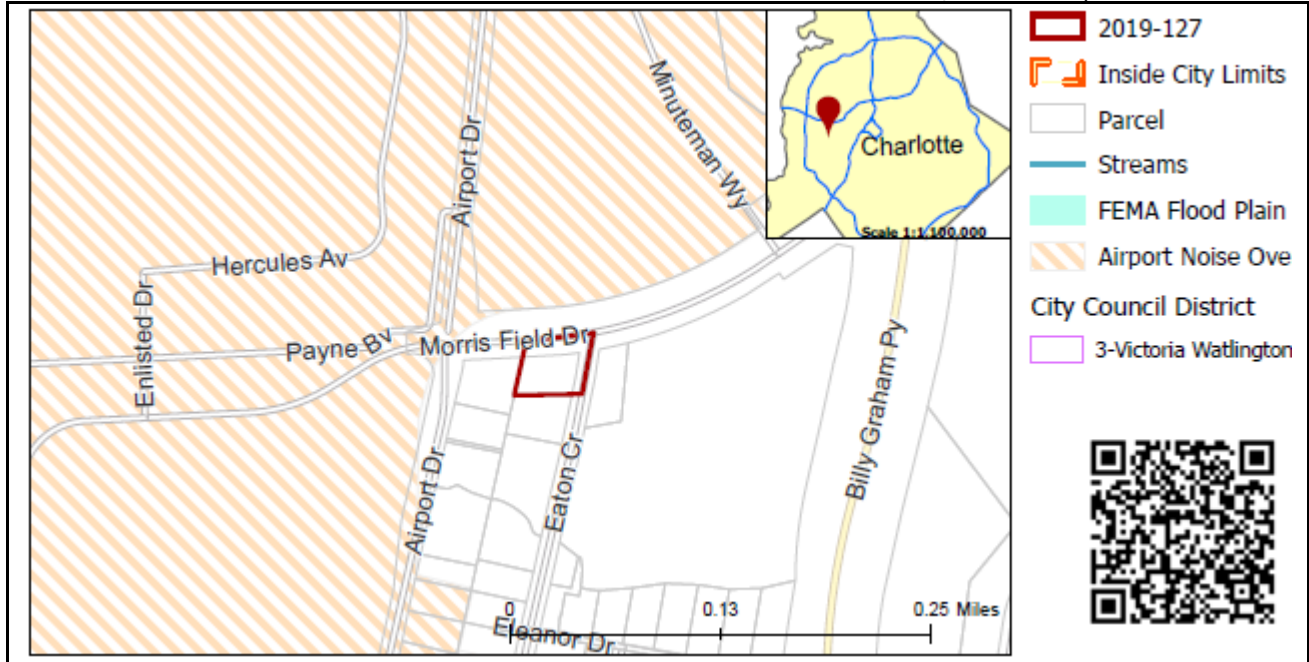 Minuteman Wy
Airport Dr
Charlotte
Scale 1:1,100,000
Hercules Av
Enlisted Dr
Payne Bv
Morris Field Dr
Airport Dr
Eaton Cr
Billy Graham Py
0
0.13
0.25 Miles
Eleanor Dr
2019-127
Inside City Limits
Parcel
Streams
FEMA Flood Plain
Airport Noise Ove
City Council District
3-Victoria Watlington